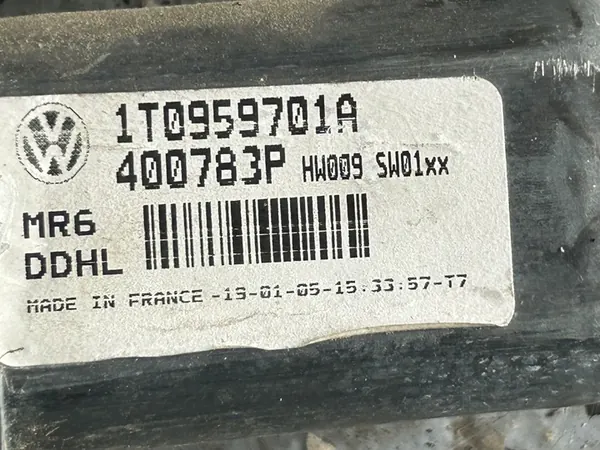 1T0959701A
400783P HW009 SW01xx
MR6
DDHL
MADE IN FRANCE -19-01-05-15:33:57-T7